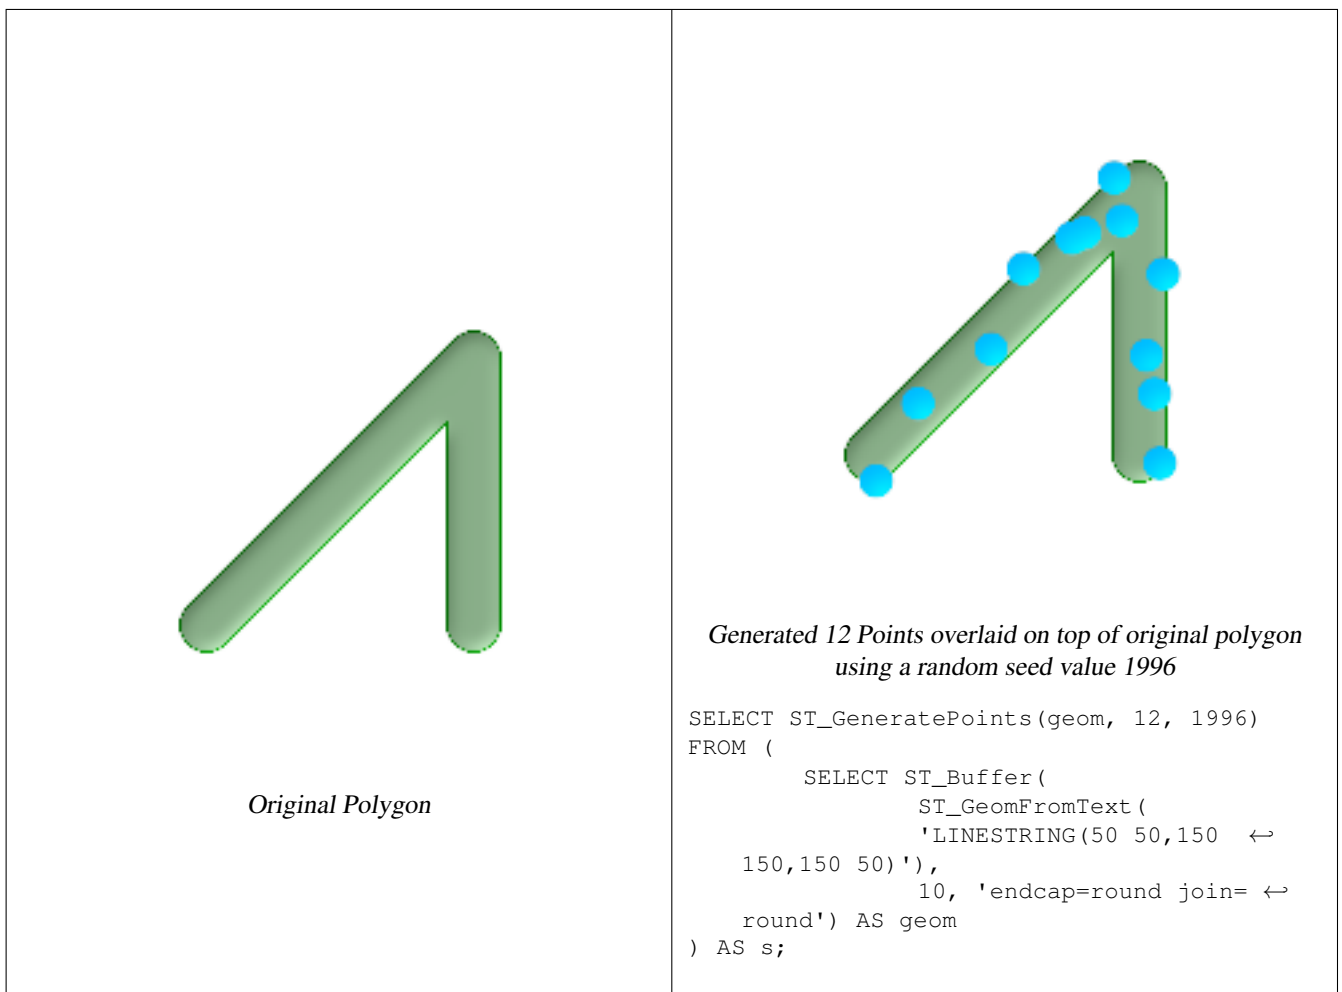 Original Polygon
Generated 12 Points overlaid on top of original polygon
using a random seed value 1996
SELECT ST_GeneratePoints(geom, 12, 1996)
FROM (
        SELECT ST_Buffer(
                ST_GeomFromText(
                'LINESTRING(50 50,150  ↩
    150,150 50)'),
                10, 'endcap=round join= ↩
    round') AS geom
) AS s;